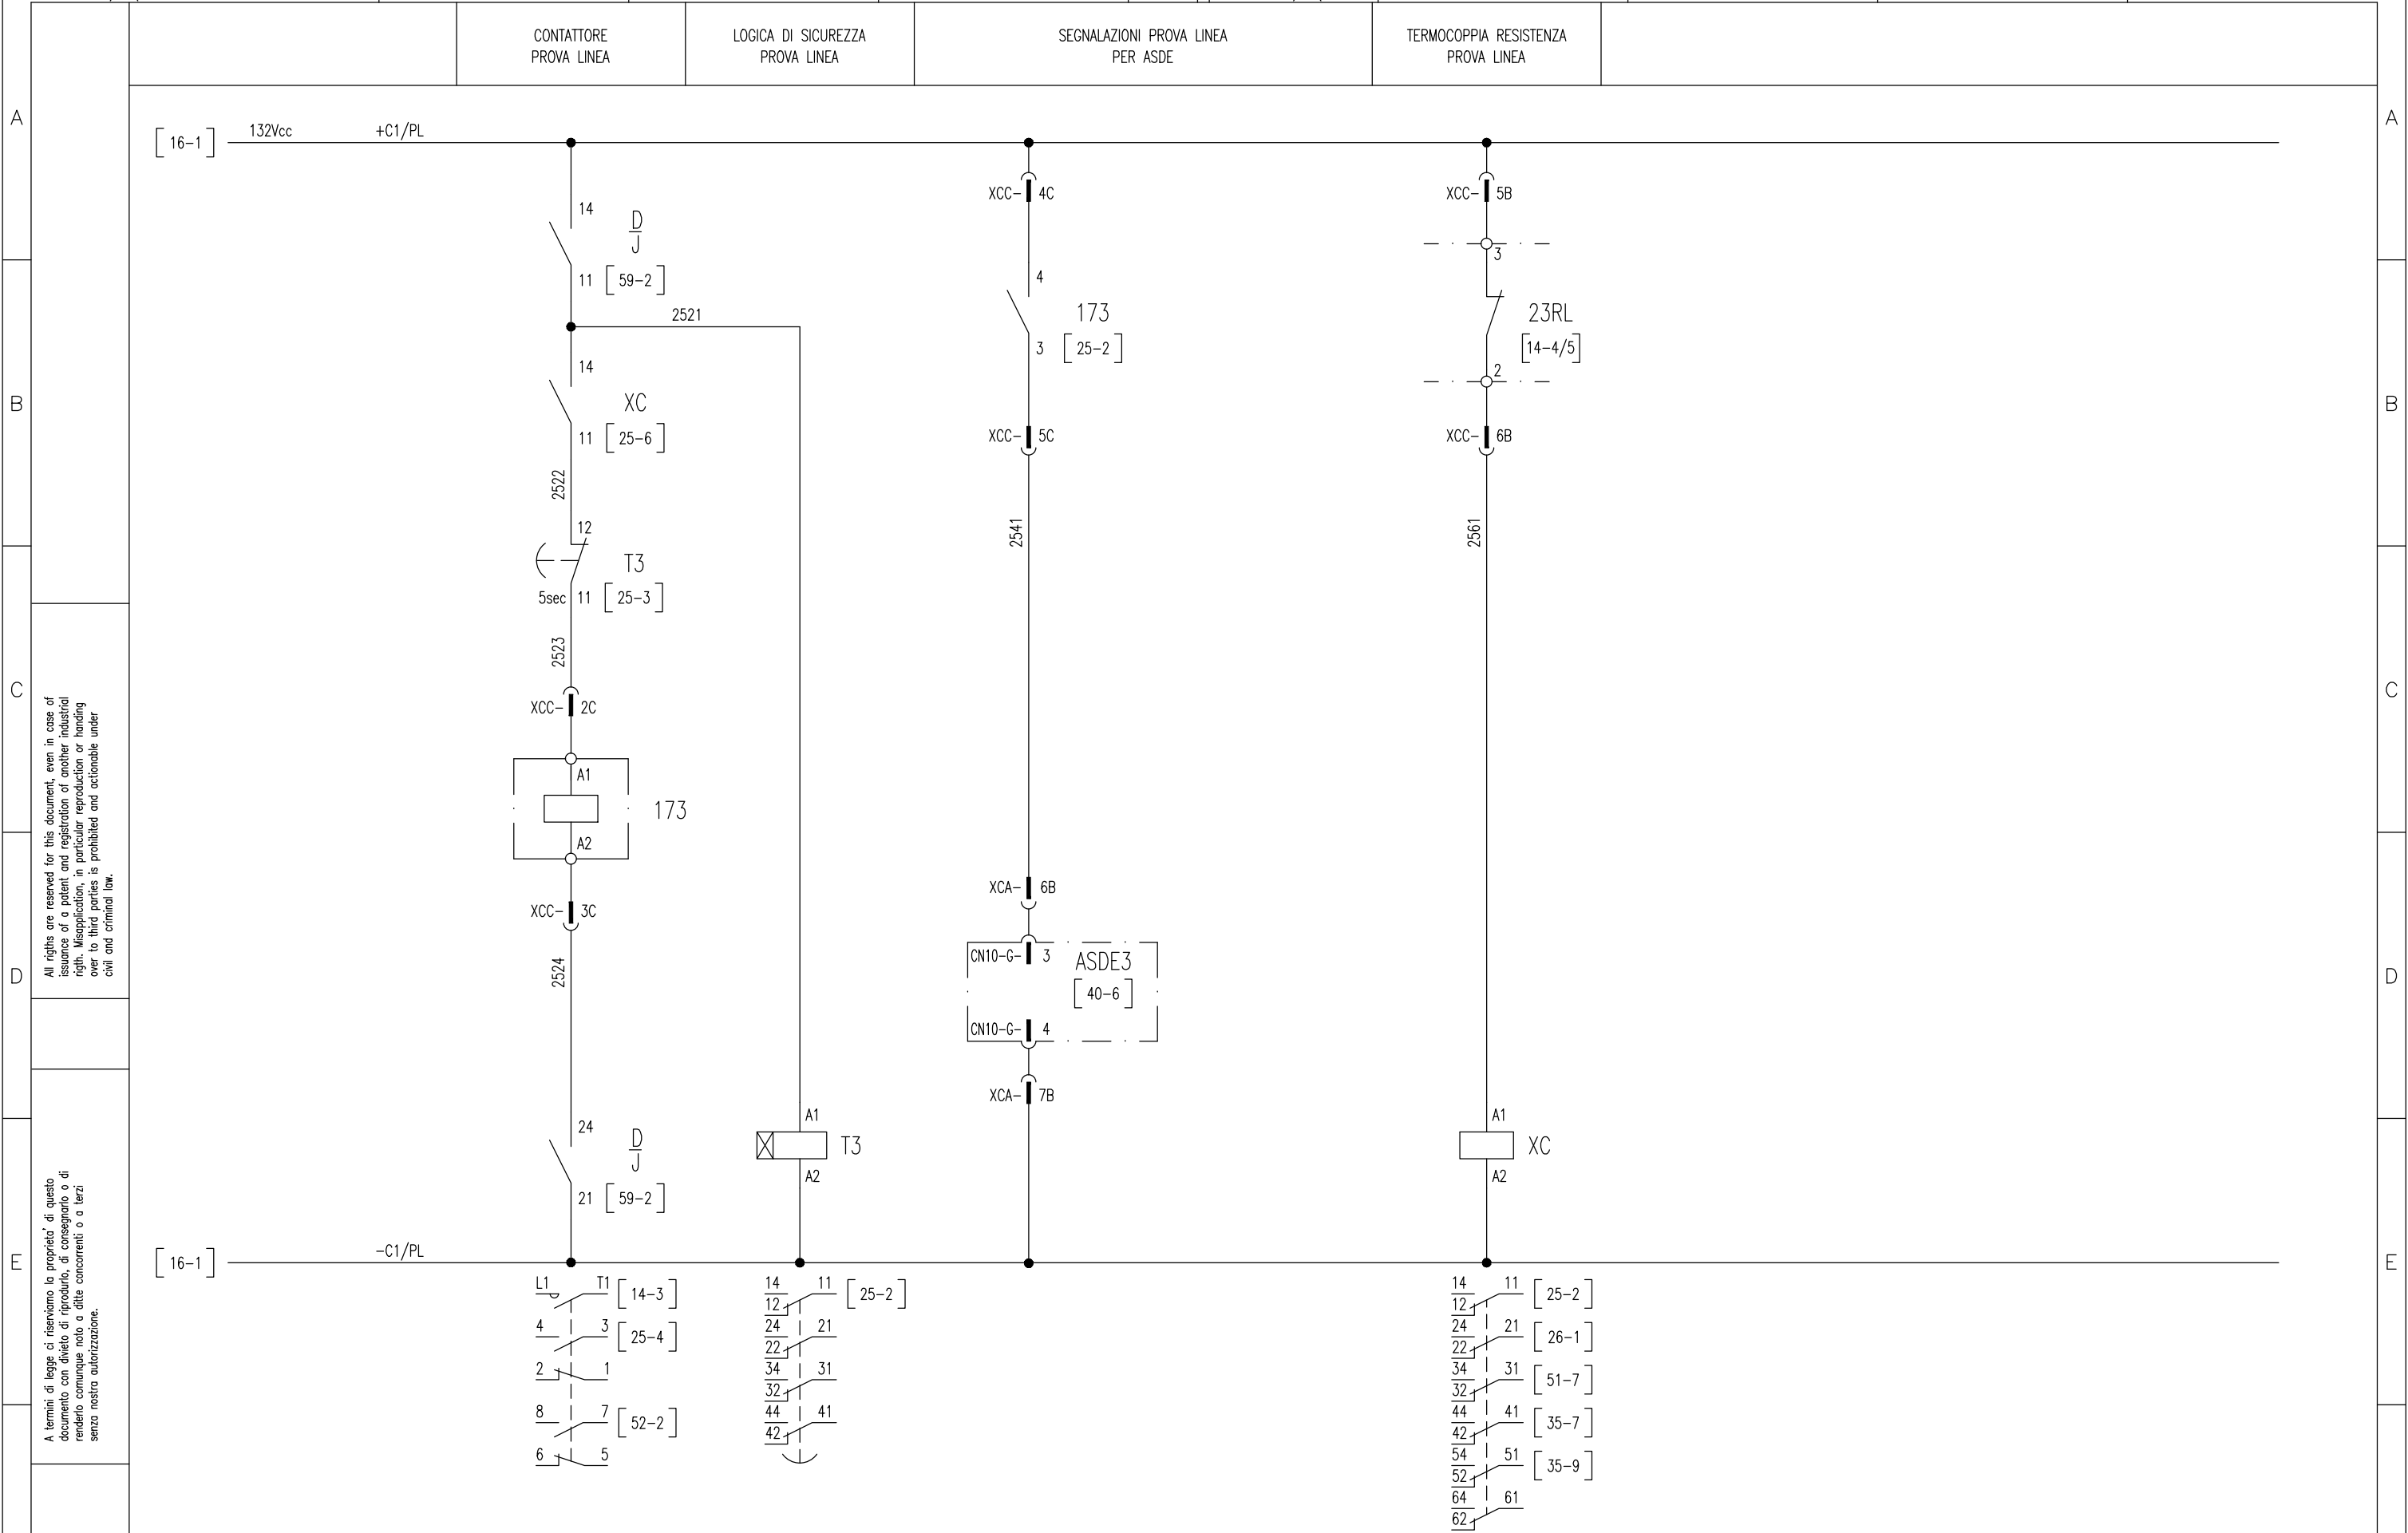 CONTATTORE
PROVA LINEA
LOGICA DI SICUREZZA
PROVA LINEA
SEGNALAZIONI PROVA LINEA
PER ASDE
TERMOCOPPIA RESISTENZA
PROVA LINEA
A
A
[ 16-1 ]
132Vcc
+C1/PL
XCC- 4C
XCC- 5B
14
D
J
11 [ 59-2 ]
3
4
173
3 [ 25-2 ]
23RL
[14-4/5]
2
2521
14
XC
11 [ 25-6 ]
B
B
XCC- 5C
XCC- 6B
2522
2541
2561
12
T3
5sec 11 [ 25-3 ]
2523
C
C
XCC- 2C
A1
173
A2
XCC- 3C
2524
XCA- 6B
CN10-G- 3
ASDE3
[ 40-6 ]
CN10-G- 4
XCA- 7B
D
D
All rigths are reserved for this document, even in case of
issuance of a patent and registration of another industrial
rigth. Misapplication, in particular reproduction or handing
over to third parties is prohibited and actionable under
civil and criminal law.
24
D
J
21 [ 59-2 ]
A1
T3
A2
A1
XC
A2
E
E
[ 16-1 ]
-C1/PL
A termini di legge ci riserviamo la proprieta' di questo
documento con divieto di riprodurlo, di consegnarlo o di
renderlo comunque noto a ditte concorrenti o a terzi
senza nostra autorizzazione.
L1 T1 [ 14-3 ]
4 3 [ 25-4 ]
2 1
8 7 [ 52-2 ]
6 5
14 11 [ 25-2 ]
12
24 21
22
34 31
32
44 41
42
14 11 [ 25-2 ]
12
24 21 [ 26-1 ]
22
34 31 [ 51-7 ]
32
44 41 [ 35-7 ]
42
54 51 [ 35-9 ]
52
64 61
62